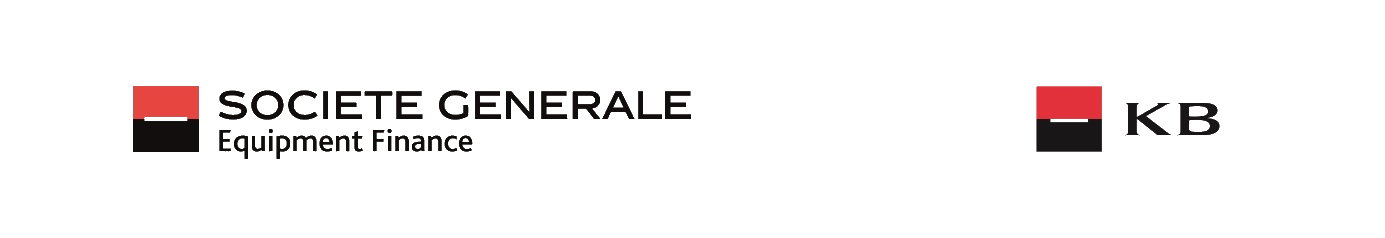 SOCIETE GENERALE
Equipment Finance
KB